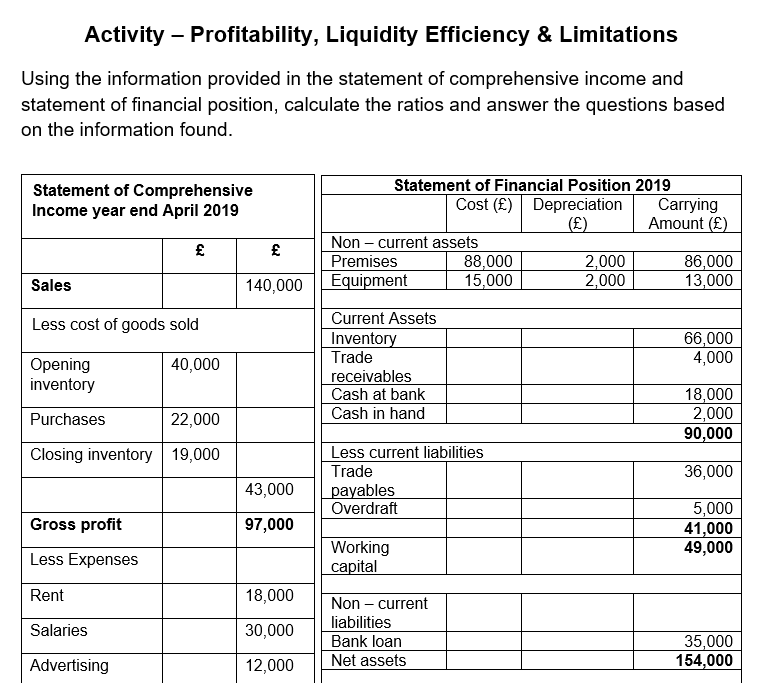 Activity – Profitability, Liquidity Efficiency & Limitations
Using the information provided in the statement of comprehensive income and
statement of financial position, calculate the ratios and answer the questions based
on the information found.
Statement of Comprehensive
Income year end April 2019
£ £
Sales 140,000
Less cost of goods sold
Opening 40,000
inventory
Purchases 22,000
Closing inventory 19,000
43,000
Gross profit 97,000
Less Expenses
Rent 18,000
Salaries 30,000
Advertising 12,000
Statement of Financial Position 2019
Cost (£) Depreciation Carrying
(£) Amount (£)
Non – current assets
Premises 88,000 2,000 86,000
Equipment 15,000 2,000 13,000
Current Assets
Inventory 66,000
Trade 4,000
receivables
Cash at bank 18,000
Cash in hand 2,000
90,000
Less current liabilities
Trade 36,000
payables
Overdraft 5,000
41,000
Working 49,000
capital
Non – current
liabilities
Bank loan 35,000
Net assets 154,000